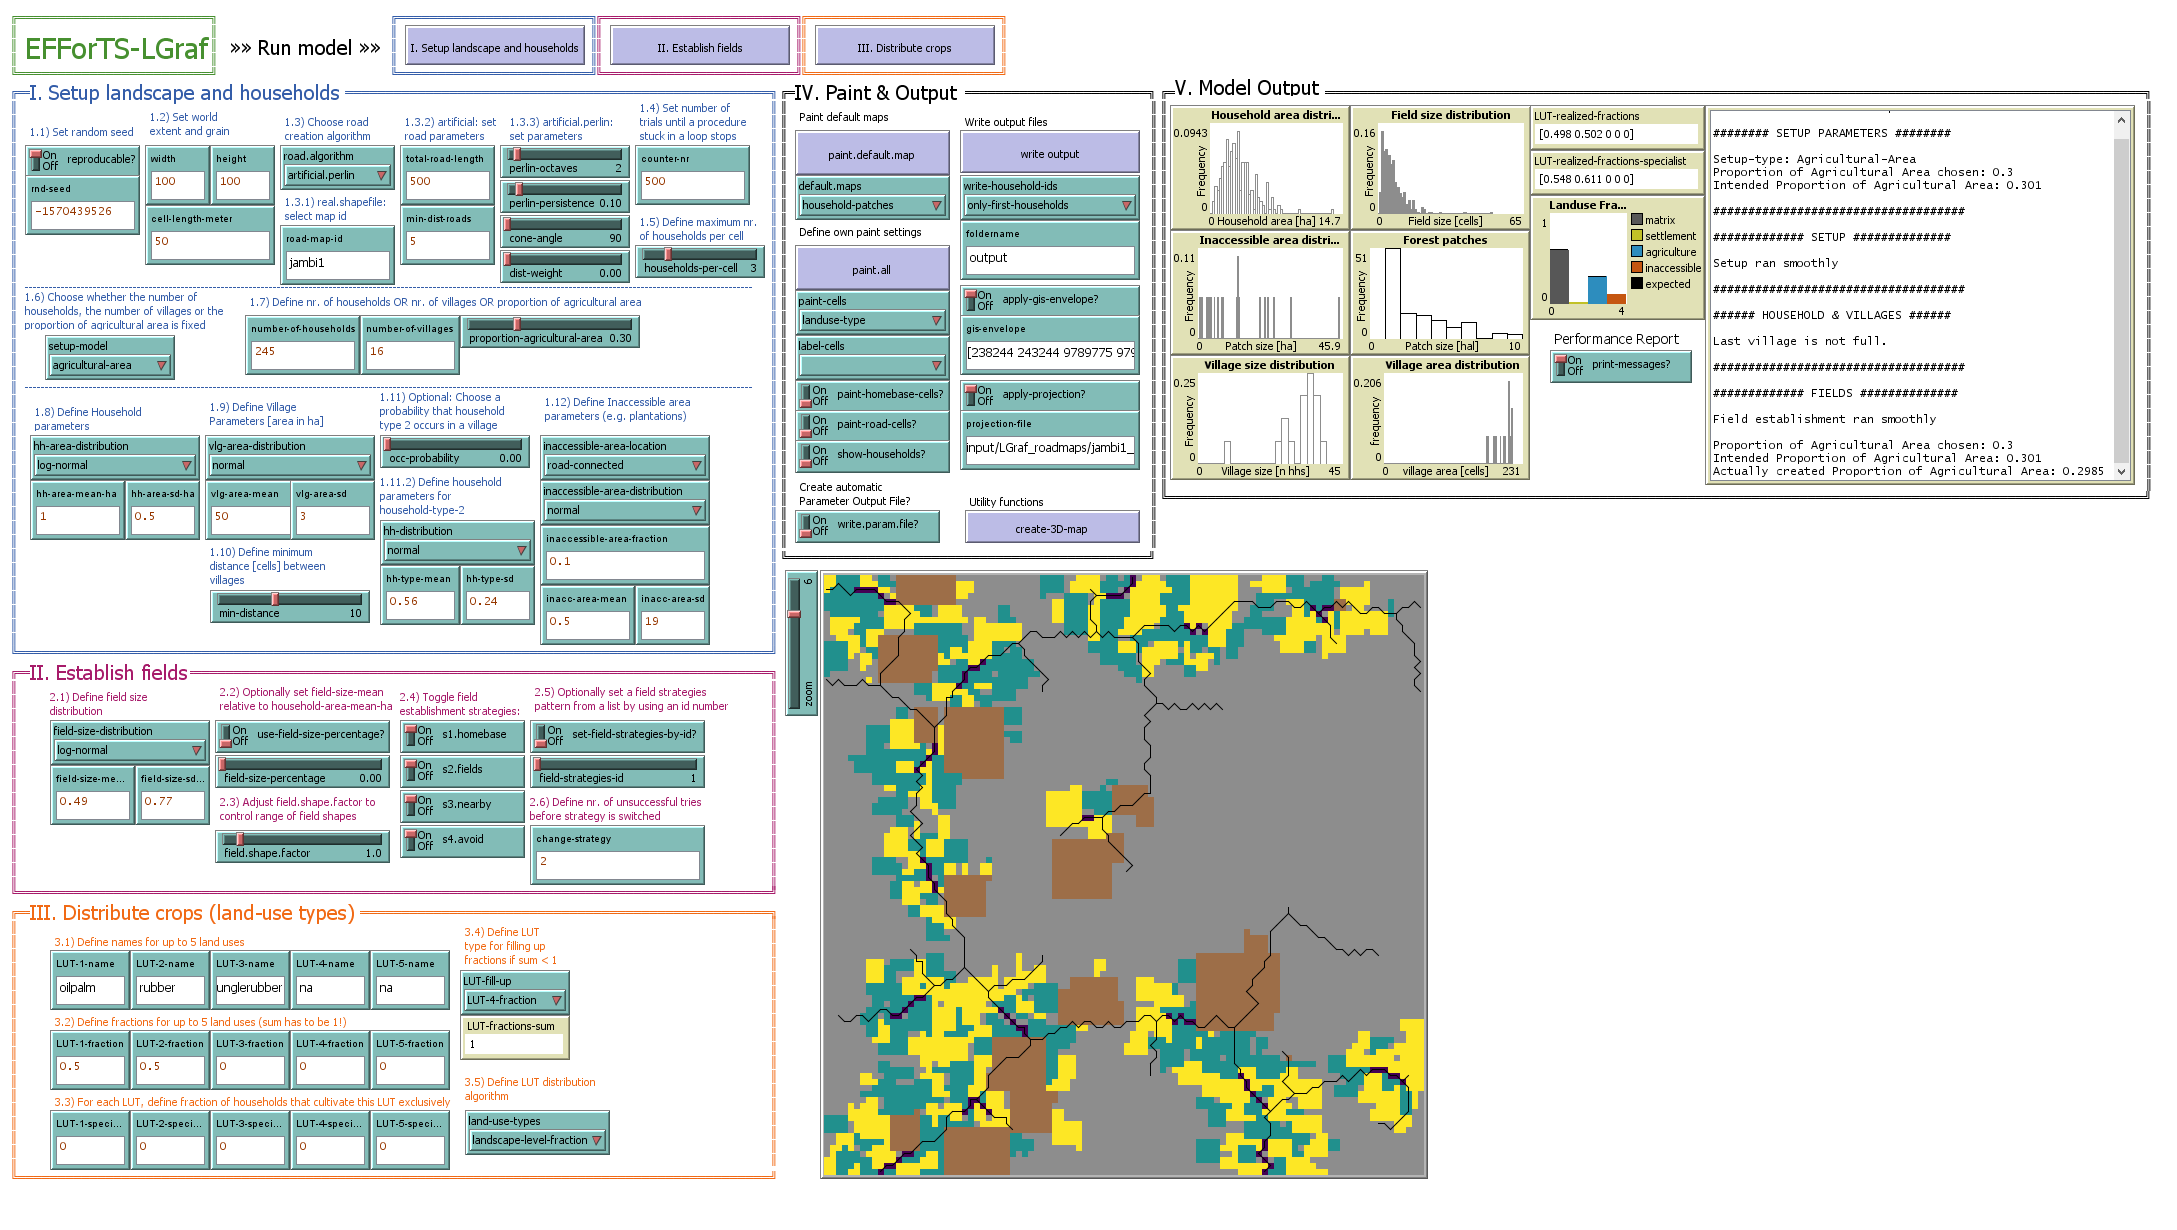 EFForTS-LGraf
»» Run model »»
I. Setup landscape and households
II. Establish fields
III. Distribute crops
I. Setup landscape and households
1.1) Set random seed
On
Off
reproducable?
rnd-seed
-1570439526
1.2) Set world
extent and grain
width
100
height
100
cell-length-meter
50
1.3) Choose road
creation algorithm
road.algorithm
artificial.perlin
1.3.1) real.shapefile:
select map id
road-map-id
jambi1
1.3.2) artificial: set
road parameters
total-road-length
500
min-dist-roads
5
1.3.3) artificial.perlin:
set parameters
perlin-octaves 2
perlin-persistence 0.10
cone-angle 90
dist-weight 0.00
1.4) Set number of
trials until a procedure
stuck in a loop stops
counter-nr
500
1.5) Define maximum nr.
of households per cell
households-per-cell 3
1.6) Choose whether the number of
households, the number of villages or the
proportion of agricultural area is fixed
setup-model
agricultural-area
1.7) Define nr. of households OR nr. of villages OR proportion of agricultural area
number-of-households
245
number-of-villages
16
proportion-agricultural-area 0.30
1.8) Define Household
parameters
hh-area-distribution
log-normal
hh-area-mean-ha
1
hh-area-sd-ha
0.5
1.9) Define Village
Parameters [area in ha]
vlg-area-distribution
normal
vlg-area-mean
50
vlg-area-sd
3
1.10) Define minimum
distance [cells] between
villages
min-distance 10
1.11) Optional: Choose a
probability that household
type 2 occurs in a village
occ-probability 0.00
1.11.2) Define household
parameters for
household-type-2
hh-distribution
normal
hh-type-mean
0.56
hh-type-sd
0.24
1.12) Define Inaccessible area
parameters (e.g. plantations)
inaccessible-area-location
road-connected
inaccessible-area-distribution
normal
inaccessible-area-fraction
0.1
inacc-area-mean
0.5
inacc-area-sd
19
II. Establish fields
2.1) Define field size
distribution
field-size-distribution
log-normal
field-size-me...
0.49
field-size-sd...
0.77
2.2) Optionally set field-size-mean
relative to household-area-mean-ha
On
Off
use-field-size-percentage?
field-size-percentage 0.00
2.3) Adjust field.shape.factor to
control range of field shapes
field.shape.factor 1.0
2.4) Toggle field
establishment strategies:
On
Off
s1.homebase
On
Off
s2.fields
On
Off
s3.nearby
On
Off
s4.avoid
2.5) Optionally set a field strategies
pattern from a list by using an id number
On
Off
set-field-strategies-by-id?
field-strategies-id 1
2.6) Define nr. of unsuccessful tries
before strategy is switched
change-strategy
2
III. Distribute crops (land-use types)
3.1) Define names for up to 5 land uses
LUT-1-name
oilpalm
LUT-2-name
rubber
LUT-3-name
unglerubber
LUT-4-name
na
LUT-5-name
na
3.2) Define fractions for up to 5 land uses (sum has to be 1!)
LUT-1-fraction
0.5
LUT-2-fraction
0.5
LUT-3-fraction
0
LUT-4-fraction
0
LUT-5-fraction
0
3.3) For each LUT, define fraction of households that cultivate this LUT exclusively
LUT-1-speci...
0
LUT-2-speci...
0
LUT-3-speci...
0
LUT-4-speci...
0
LUT-5-speci...
0
3.4) Define LUT
type for filling up
fractions if sum < 1
LUT-fill-up
LUT-4-fraction
LUT-fractions-sum
1
3.5) Define LUT distribution
algorithm
land-use-types
landscape-level-fraction
IV. Paint & Output
Paint default maps
paint.default.map
default.maps
household-patches
Define own paint settings
paint.all
paint-cells
landuse-type
label-cells
On
Off
paint-homebase-cells?
On
Off
paint-road-cells?
On
Off
show-households?
Create automatic
Parameter Output File?
On
Off
write.param.file?
Write output files
write output
write-household-ids
only-first-households
foldername
output
On
Off
apply-gis-envelope?
gis-envelope
[238244 243244 9789775 979
On
Off
apply-projection?
projection-file
input/LGraf_roadmaps/jambi1_
Utility functions
create-3D-map
6
zoom
V. Model Output
Household area distri...
0.0943
Frequency
0
0 Household area [ha] 14.7
Field size distribution
0.16
Frequency
0
0 Field size [cells] 65
Inaccessible area distri...
0.11
Frequency
0
0 Patch size [ha] 45.9
Forest patches
51
Frequency
0
0 Patch size [hal] 10
Village size distribution
0.25
Frequency
0
0 Village size [n hhs] 45
Village area distribution
0.206
frequency
0
0 village area [cells] 231
LUT-realized-fractions
[0.498 0.502 0 0 0]
LUT-realized-fractions-specialist
[0.548 0.611 0 0 0]
Landuse Fra...
1
0
0 4
matrix
settlement
agriculture
inaccessible
expected
Performance Report
On
Off
print-messages?
######## SETUP PARAMETERS ########
Setup-type: Agricultural-Area
Proportion of Agricultural Area chosen: 0.3
Intended Proportion of Agricultural Area: 0.301
##################################
############# SETUP ##############
Setup ran smoothly
##################################
###### HOUSEHOLD & VILLAGES ######
Last village is not full.
##################################
############ FIELDS #############
Field establishment ran smoothly
Proportion of Agricultural Area chosen: 0.3
Intended Proportion of Agricultural Area: 0.301
Actually created Proportion of Agricultural Area: 0.2985